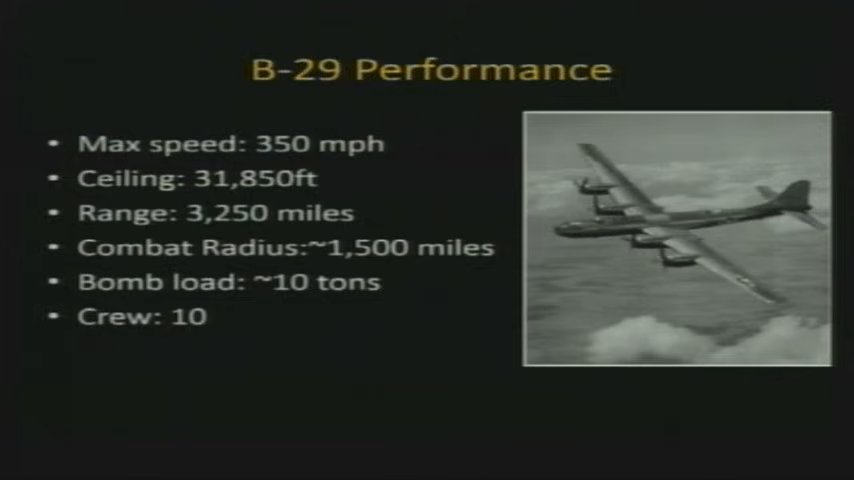 B-29 Performance
• Max speed: 350 mph
• Ceiling: 31,850ft
• Range: 3,250 miles
• Combat Radius:~1,500 miles
• Bomb load: ~10 tons
• Crew: 10